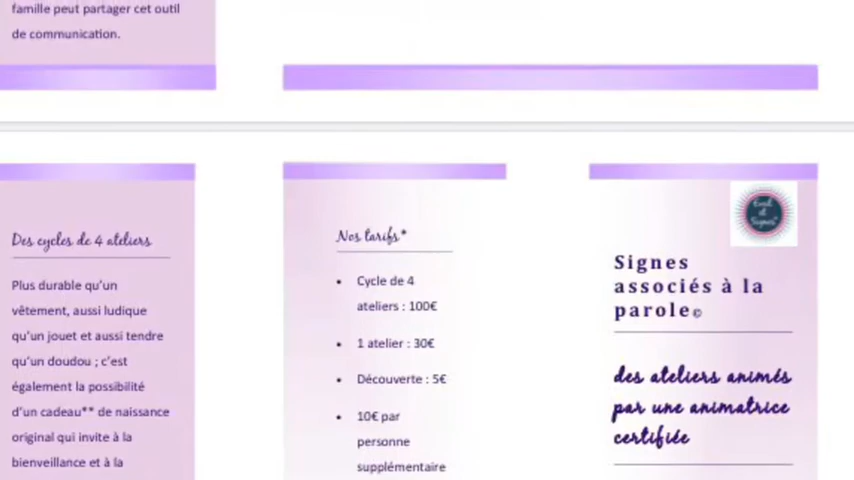 famille peut partager cet outil
de communication.
Des cycles de 4 ateliers
Plus durable qu'un
vêtement, aussi ludique
qu'un jouet et aussi tendre
qu'un doudou ; c'est
également la possibilité
d'un cadeau** de naissance
original qui invite à la
bienveillance et à la
Nos tarifs*
• Cycle de 4
ateliers : 100€
• 1 atelier : 30€
• Découverte : 5€
• 10€ par
personne
supplémentaire
Eveil
et
Signes
Signes
associés à la
parole©
des ateliers animés
par une animatrice
certifiée